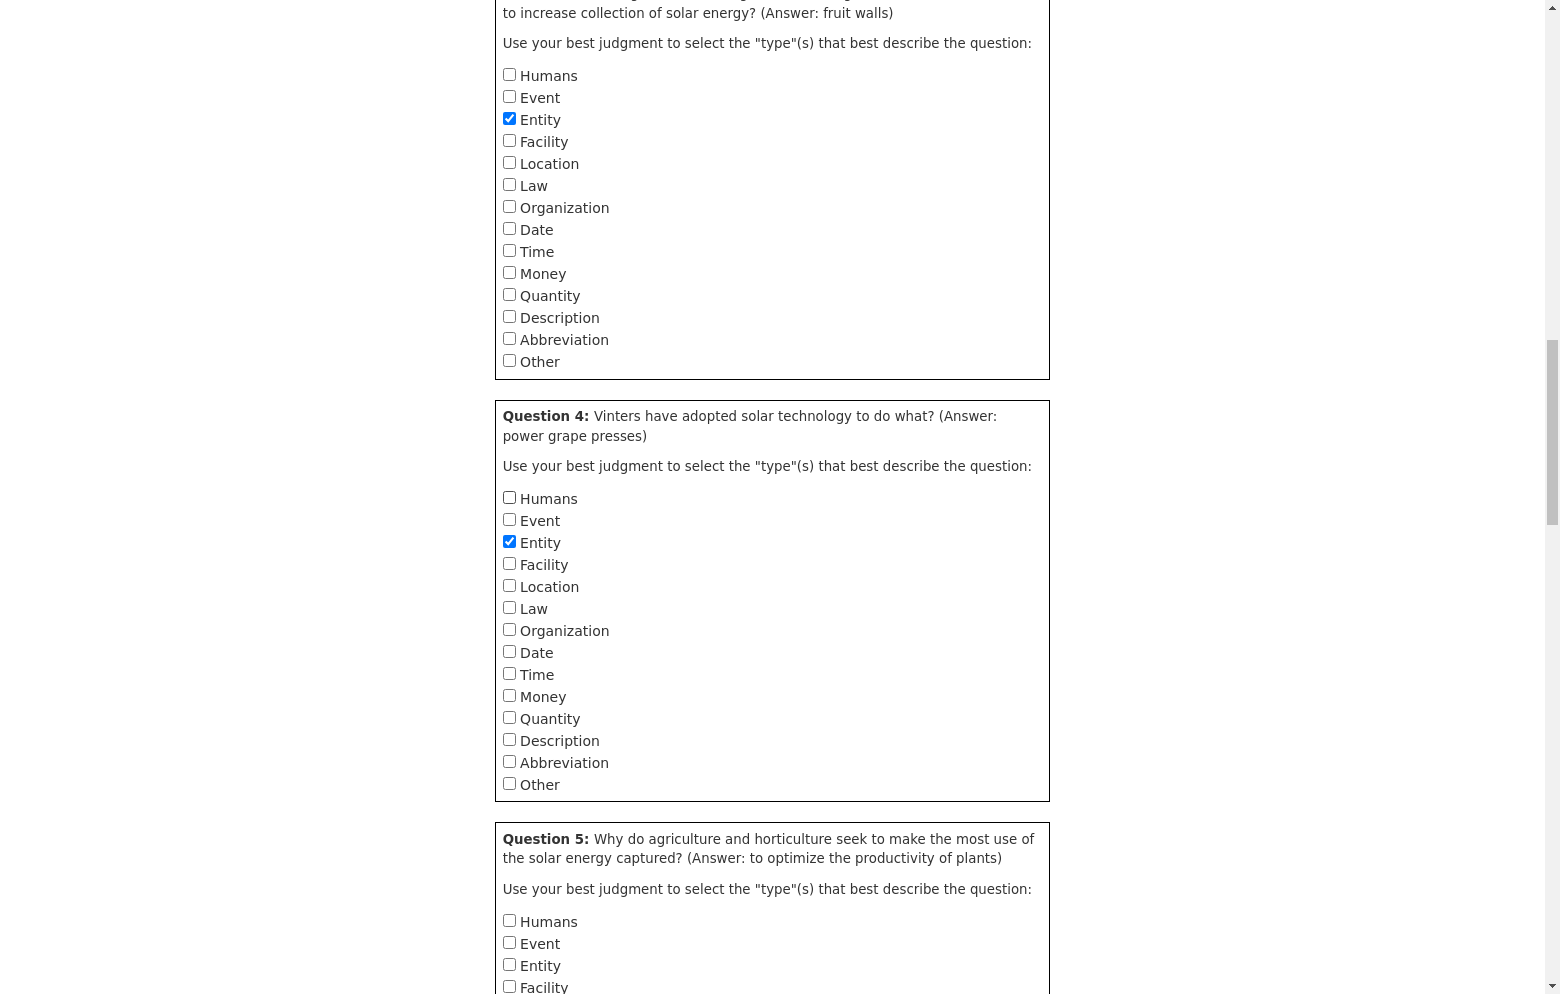 to increase collection of solar energy? (Answer: fruit walls)
Use your best judgment to select the "type"(s) that best describe the question:
Humans
Event
Entity
Facility
Location
Law
Organization
Date
Time
Money
Quantity
Description
Abbreviation
Other
Question 4: Vinters have adopted solar technology to do what? (Answer:
power grape presses)
Use your best judgment to select the "type"(s) that best describe the question:
Humans
Event
Entity
Facility
Location
Law
Organization
Date
Time
Money
Quantity
Description
Abbreviation
Other
Question 5: Why do agriculture and horticulture seek to make the most use of
the solar energy captured? (Answer: to optimize the productivity of plants)
Use your best judgment to select the "type"(s) that best describe the question:
Humans
Event
Entity
Facility